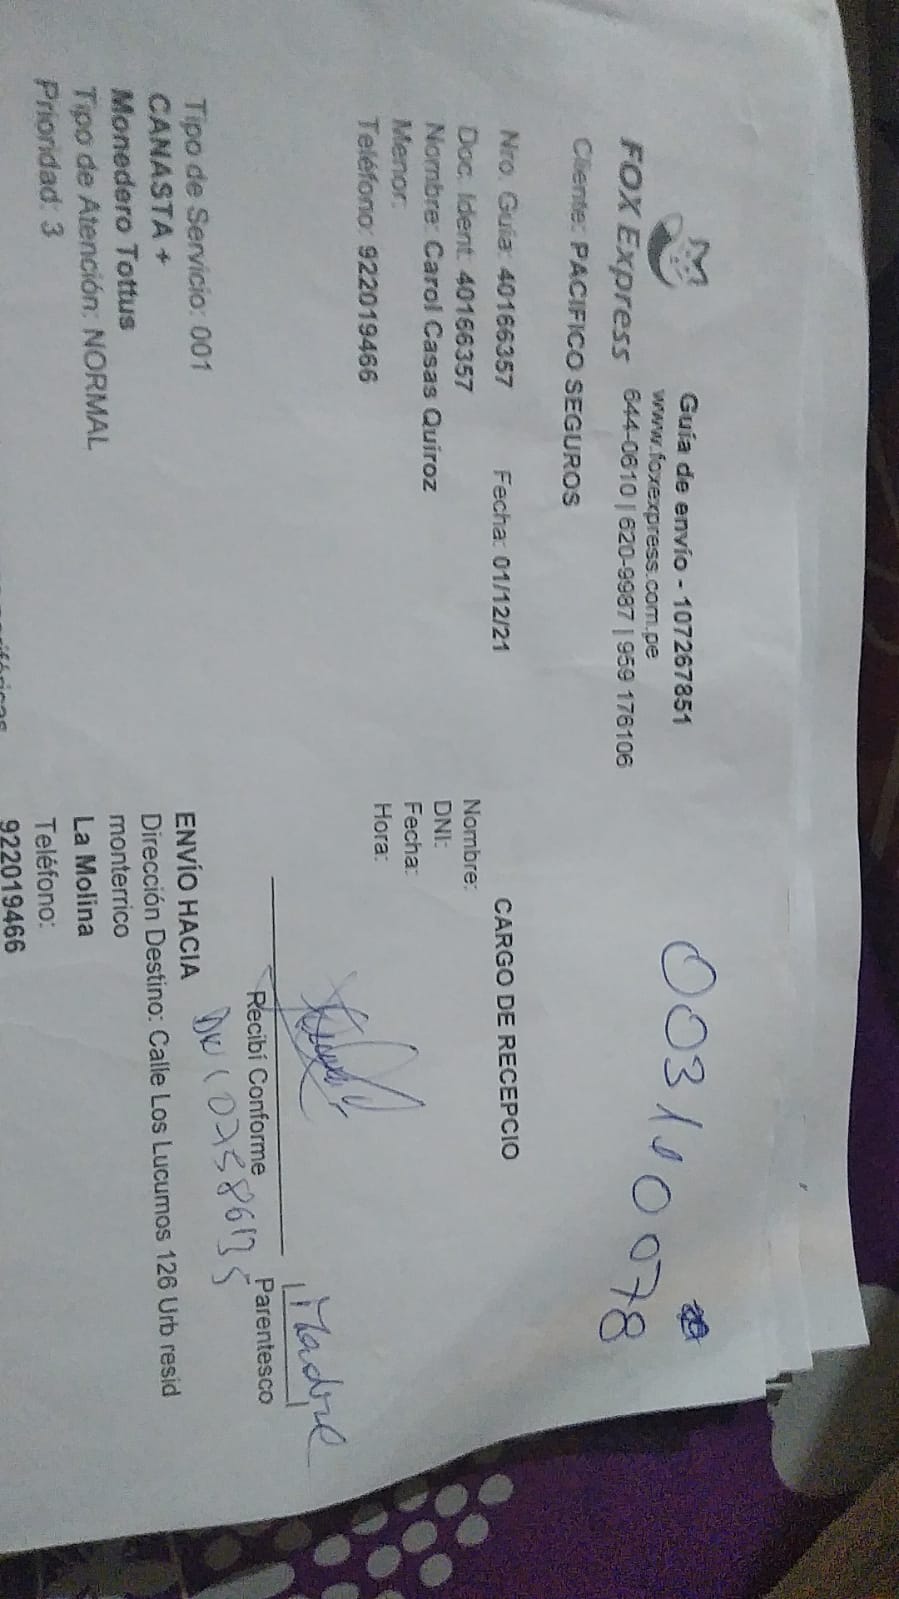 Guía de envío - 107267851
www.foxexpress.com.pe
FOX Express 644-0610 | 620-9987 | 959 176106
Cliente: PACIFICO SEGUROS
Nro. Guía: 40166357 Fecha: 01/12/21
Doc. Ident. 40166357
Nombre: Carol Casas Quiroz
Menor:
Teléfono: 922019466
Tipo de Servicio: 001
CANASTA +
Monedero Tottus
Tipo de Atención: NORMAL
Prioridad: 3
003110078
CARGO DE RECEPCIO
Nombre:
DNI:
Fecha:
Hora:
Madre
Recibí Conforme Parentesco
ENVÍO HACIA
Dirección Destino: Calle Los Lucumos 126 Urb resid
monterrico
La Molina
Teléfono:
922019466